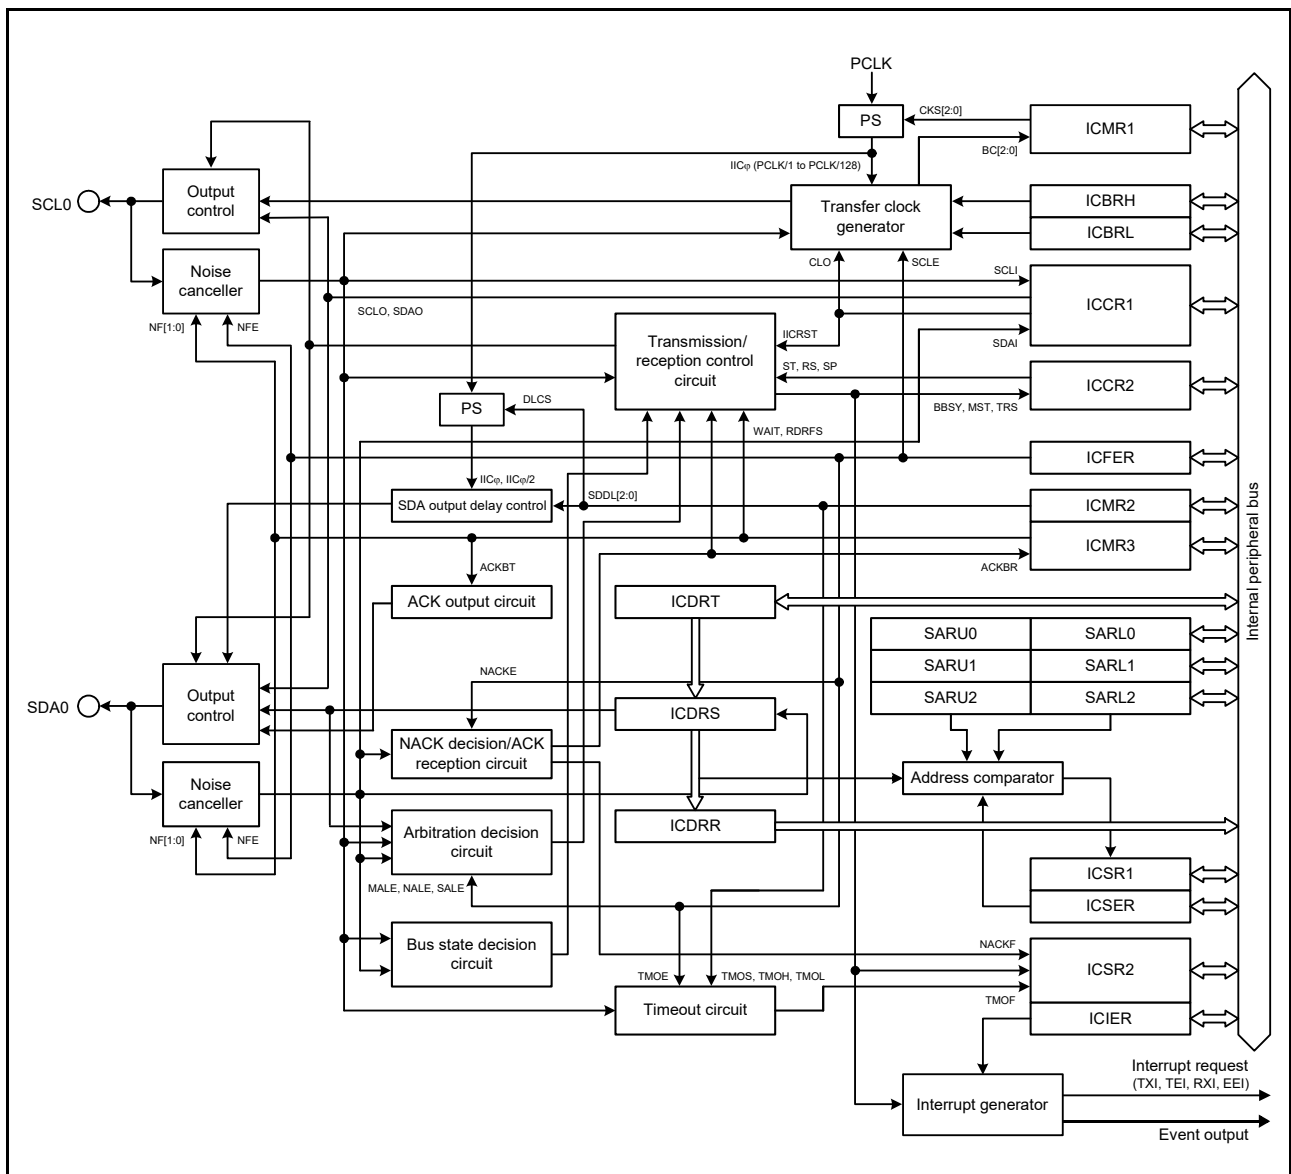 PCLK
PS
CKS[2:0]
ICMR1
BC[2:0]
IICφ (PCLK/1 to PCLK/128)
SCL0
Output
control
Transfer clock
generator
ICBRH
ICBRL
Noise
canceller
CLO
SCLE
SCLI
ICCR1
NF[1:0]
NFE
SCLO, SDAO
Transmission/
reception control
circuit
IICRST
SDAI
ST, RS, SP
ICCR2
PS
DLCS
BBSY, MST, TRS
WAIT, RDRFS
ICFER
IICφ, IICφ/2
SDA output delay control
SDDL[2:0]
ICMR2
ICMR3
ACKBT
ACKBR
ACK output circuit
ICDRT
Internal peripheral bus
SARU0
SARL0
SARU1
SARL1
SARU2
SARL2
NACKE
SDA0
Output
control
ICDRS
NACK decision/ACK
reception circuit
Address comparator
Noise
canceller
ICDRR
NF[1:0]
NFE
Arbitration decision
circuit
MALE, NALE, SALE
ICSR1
ICSER
Bus state decision
circuit
NACKF
ICSR2
TMOE
TMOS, TMOH, TMOL
TMOF
Timeout circuit
ICIER
Interrupt generator
Interrupt request
(TXI, TEI, RXI, EEI)
Event output